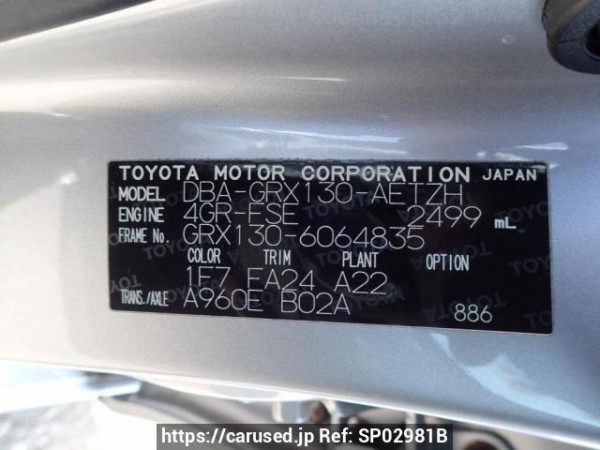 TOYOTA MOTOR CORPORATION JAPAN
MODEL DBA-GRX130-AETZH
ENGINE 4GR-FSE 2499 mL
FRAME No. GRX130-6064835
COLOR TRIM PLANT OPTION
1F7 FA24 A22
TRANS./AXLE A960E B02A
886
https://carused.jp Ref: SP02981B